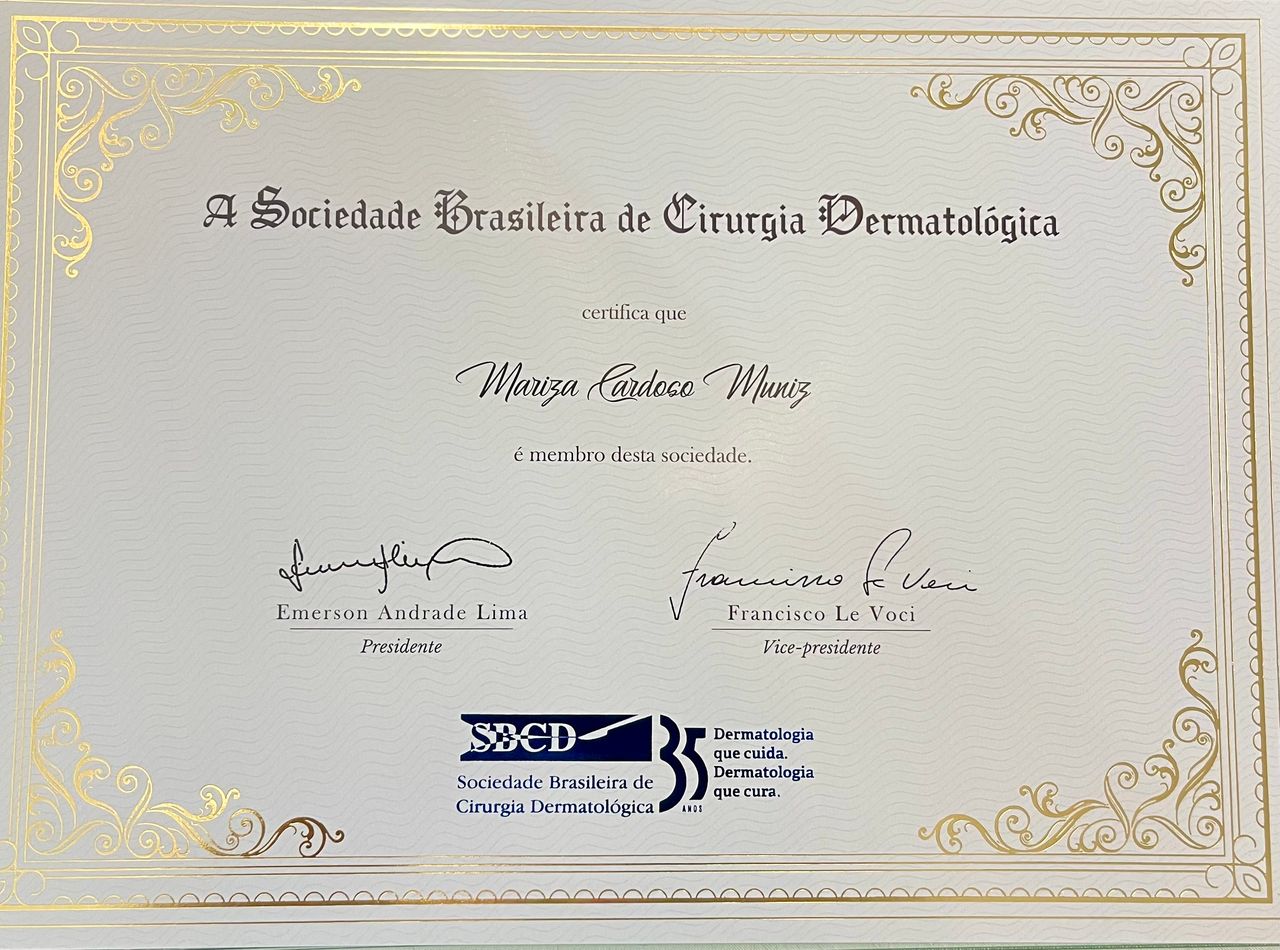 A Sociedade Brasileira de Cirurgia Dermatológica
certifica que
Mariza Cardoso Muniz
é membro desta sociedade.
Emerson Andrade Lima
Presidente
Francisco Le Voci
Vice-presidente
SBCD
Sociedade Brasileira de
Cirurgia Dermatológica
35
ANOS
Dermatologia
que cuida.
Dermatologia
que cura.